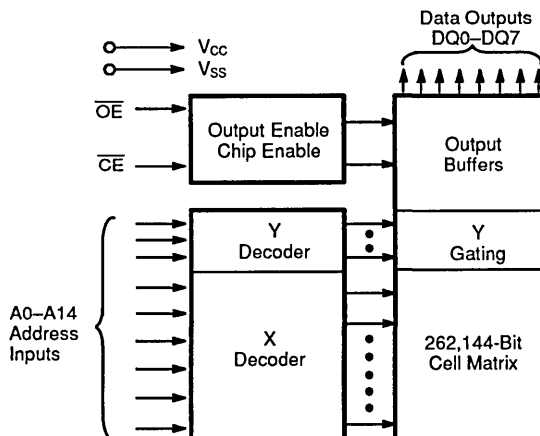 Data Outputs
DQ0–DQ7
VCC
VSS
OE
CE
Output Enable
Chip Enable
Output
Buffers
Y
Decoder
Y
Gating
A0–A14
Address
Inputs
X
Decoder
262,144-Bit
Cell Matrix